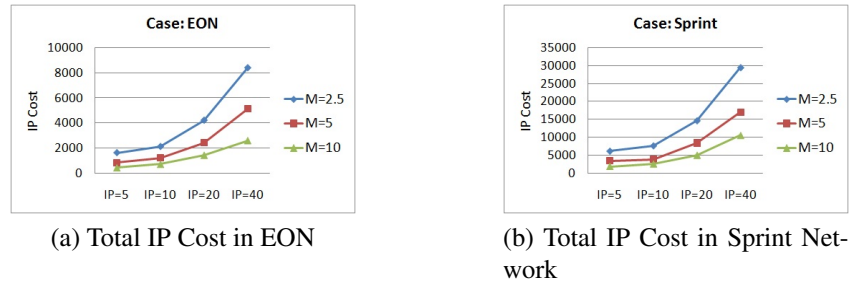 Case: EON
10000
8000
6000
4000
2000
0
IP Cost
IP=5 IP=10 IP=20 IP=40
M=2.5
M=5
M=10
(a) Total IP Cost in EON
Case: Sprint
35000
30000
25000
20000
15000
10000
5000
0
IP Cost
IP=5 IP=10 IP=20 IP=40
M=2.5
M=5
M=10
(b) Total IP Cost in Sprint Net-
work